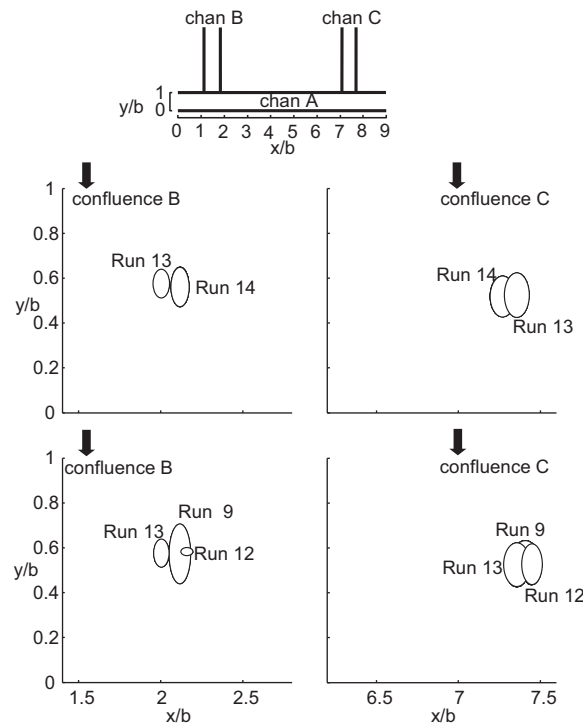 chan B chan C
1
y/b chan A
0
0 1 2 3 4 5 6 7 8 9
x/b
1 confluence B confluence C
0.8
Run 13 Run 14
0.6
Run 14
y/b
0.4 Run 13
0.2
0
1 confluence B confluence C
0.8
Run 9
Run 13 Run 9
0.6 Run 12 Run 13
y/b
0.4 Run 12
0.2
0
1.5 2 2.5 6.5 7 7.5
x/b x/b